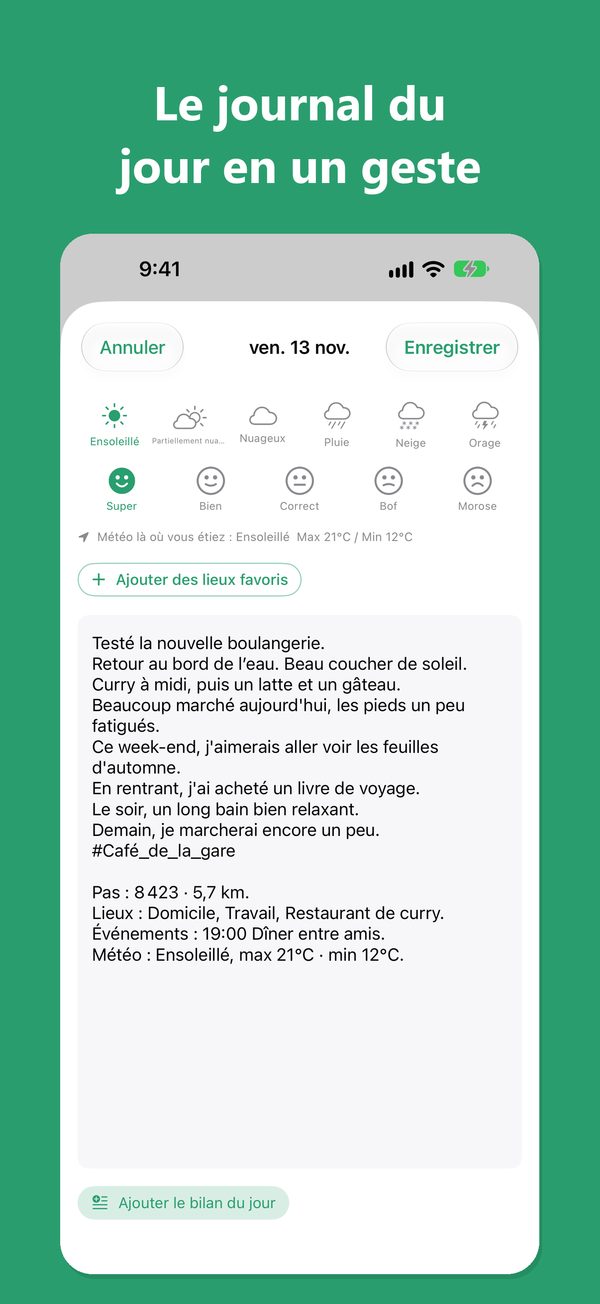 Le journal du
jour en un geste
9:41
Annuler
ven. 13 nov.
Enregistrer
Ensoleillé
Partiellement nua...
Nuageux
Pluie
Neige
Orage
Super
Bien
Correct
Bof
Morose
Météo là où vous étiez : Ensoleillé Max 21°C / Min 12°C
+ Ajouter des lieux favoris
Testé la nouvelle boulangerie.
Retour au bord de l’eau. Beau coucher de soleil.
Curry à midi, puis un latte et un gâteau.
Beaucoup marché aujourd'hui, les pieds un peu
fatigués.
Ce week-end, j'aimerais aller voir les feuilles
d'automne.
En rentrant, j'ai acheté un livre de voyage.
Le soir, un long bain bien relaxant.
Demain, je marcherai encore un peu.
#Café_de_la_gare
Pas : 8 423 · 5,7 km.
Lieux : Domicile, Travail, Restaurant de curry.
Événements : 19:00 Dîner entre amis.
Météo : Ensoleillé, max 21°C · min 12°C.
Ajouter le bilan du jour